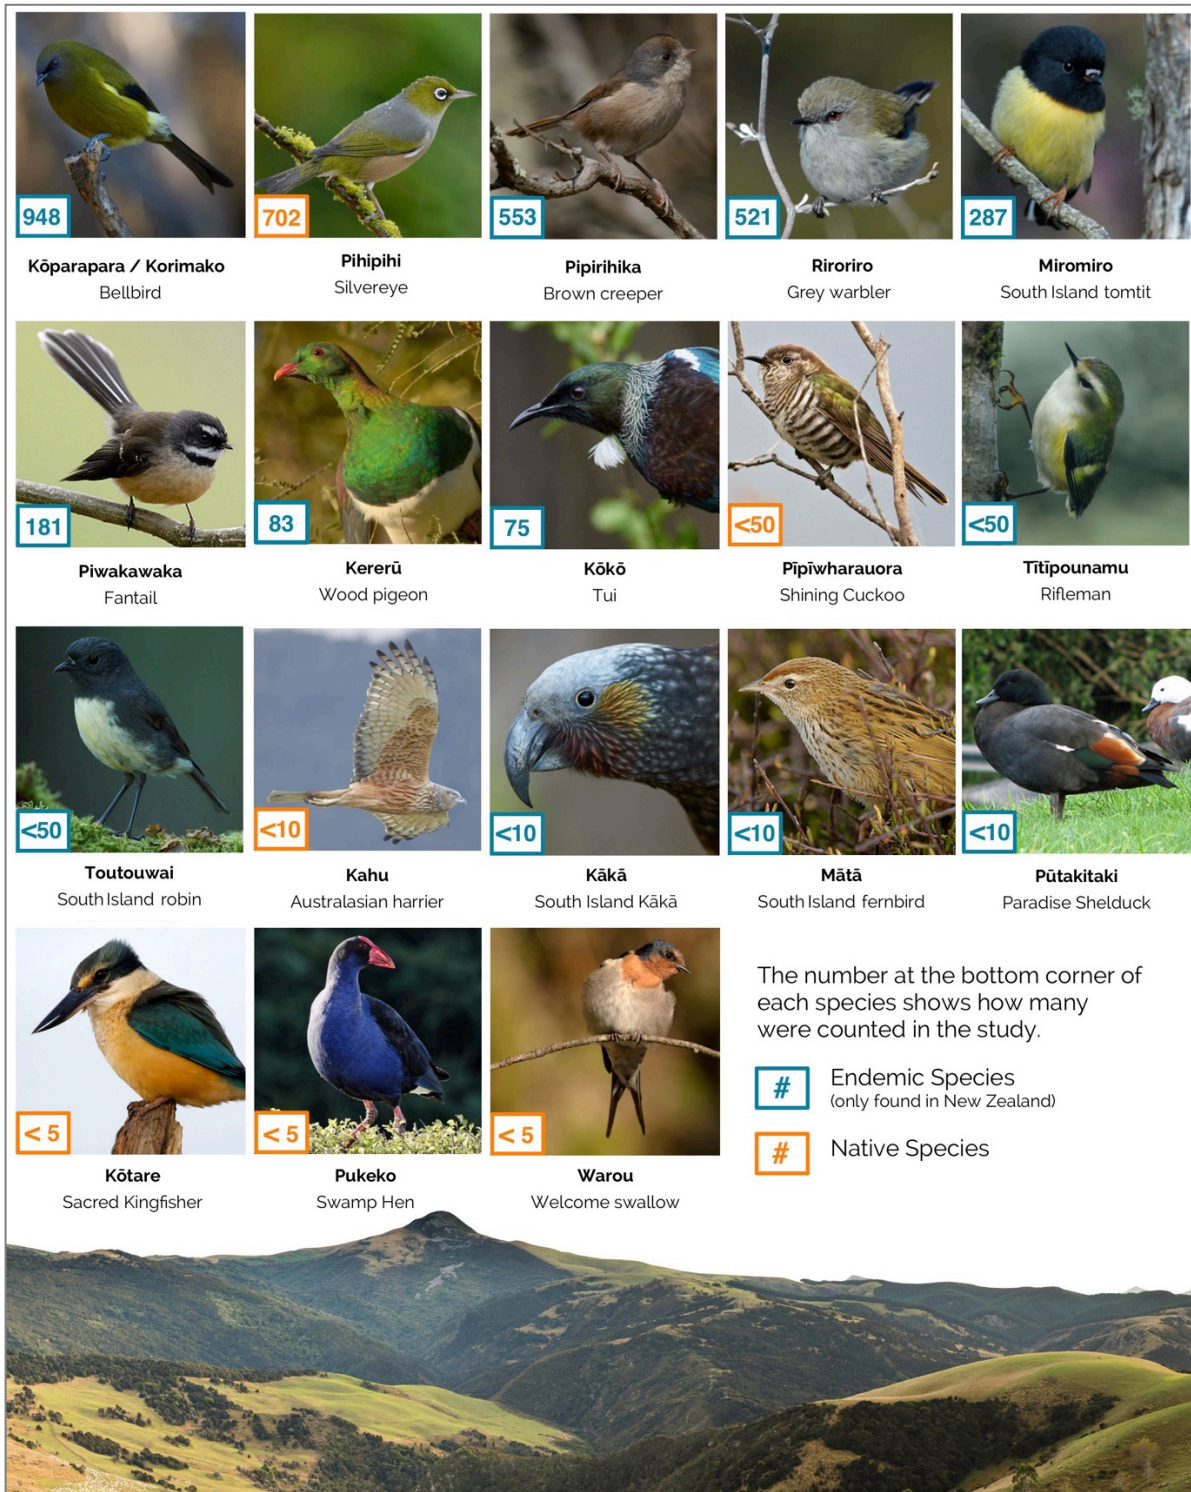 948
702
553
521
287
Kōparapara / Korimako
Bellbird
Pihipihi
Silvereye
Pipirihika
Brown creeper
Riroriro
Grey warbler
Miromiro
South Island tomtit
181
83
75
<50
<50
Piwakawaka
Fantail
Kererū
Wood pigeon
Kōkō
Tui
Pīpīwharauora
Shining Cuckoo
Tītīpounamu
Rifleman
<50
<10
<10
<10
<10
Toutouwai
South Island robin
Kahu
Australasian harrier
Kākā
South Island Kākā
Mātā
South Island fernbird
Pūtakitaki
Paradise Shelduck
< 5
< 5
< 5
Kōtare
Sacred Kingfisher
Pukeko
Swamp Hen
Warou
Welcome swallow
The number at the bottom corner of
each species shows how many
were counted in the study.
# Endemic Species
(only found in New Zealand)
# Native Species